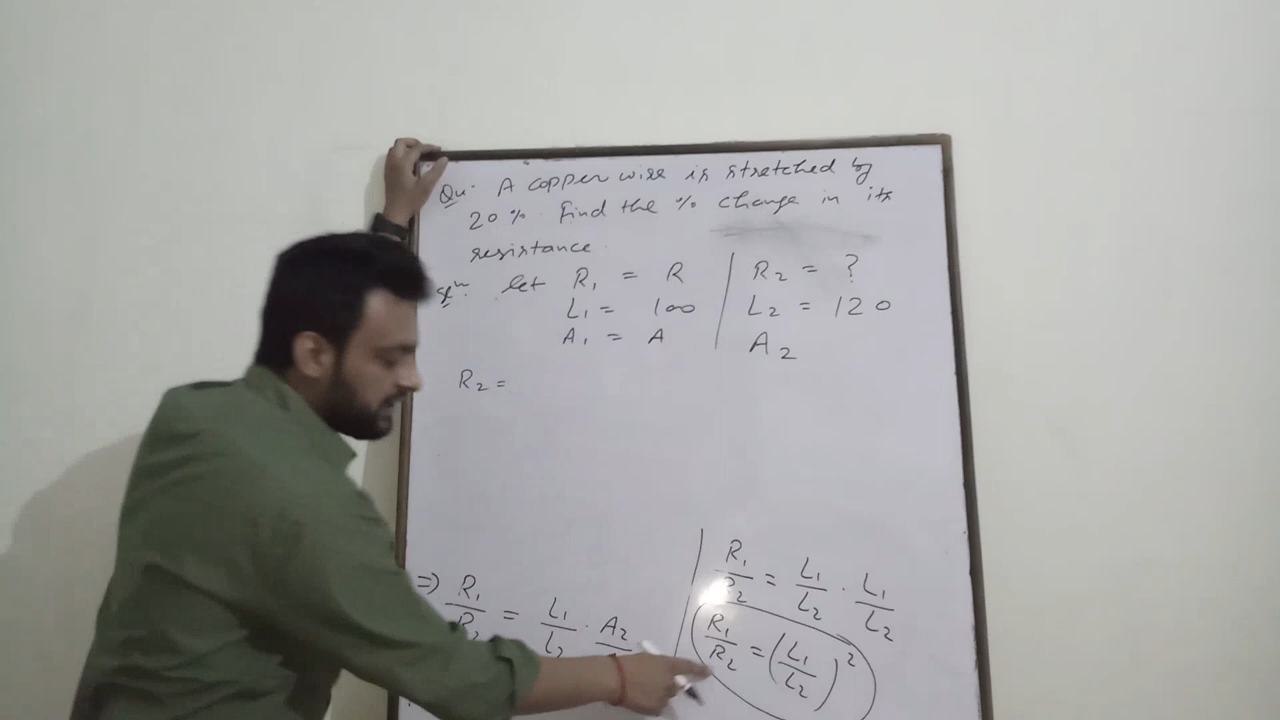 Qu: A copper wire is stretched by
20%. Find the % change in its
resistance.
Solⁿ: let R₁ = R | R₂ = ?
L₁ = 100 | L₂ = 120
A₁ = A | A₂
R₂ =
⇒ R₁/R₂ = L₁/L₂ · A₂/
R₁/R₂ = L₁/L₂ · L₁/L₂
R₁/R₂ = (L₁/L₂)²